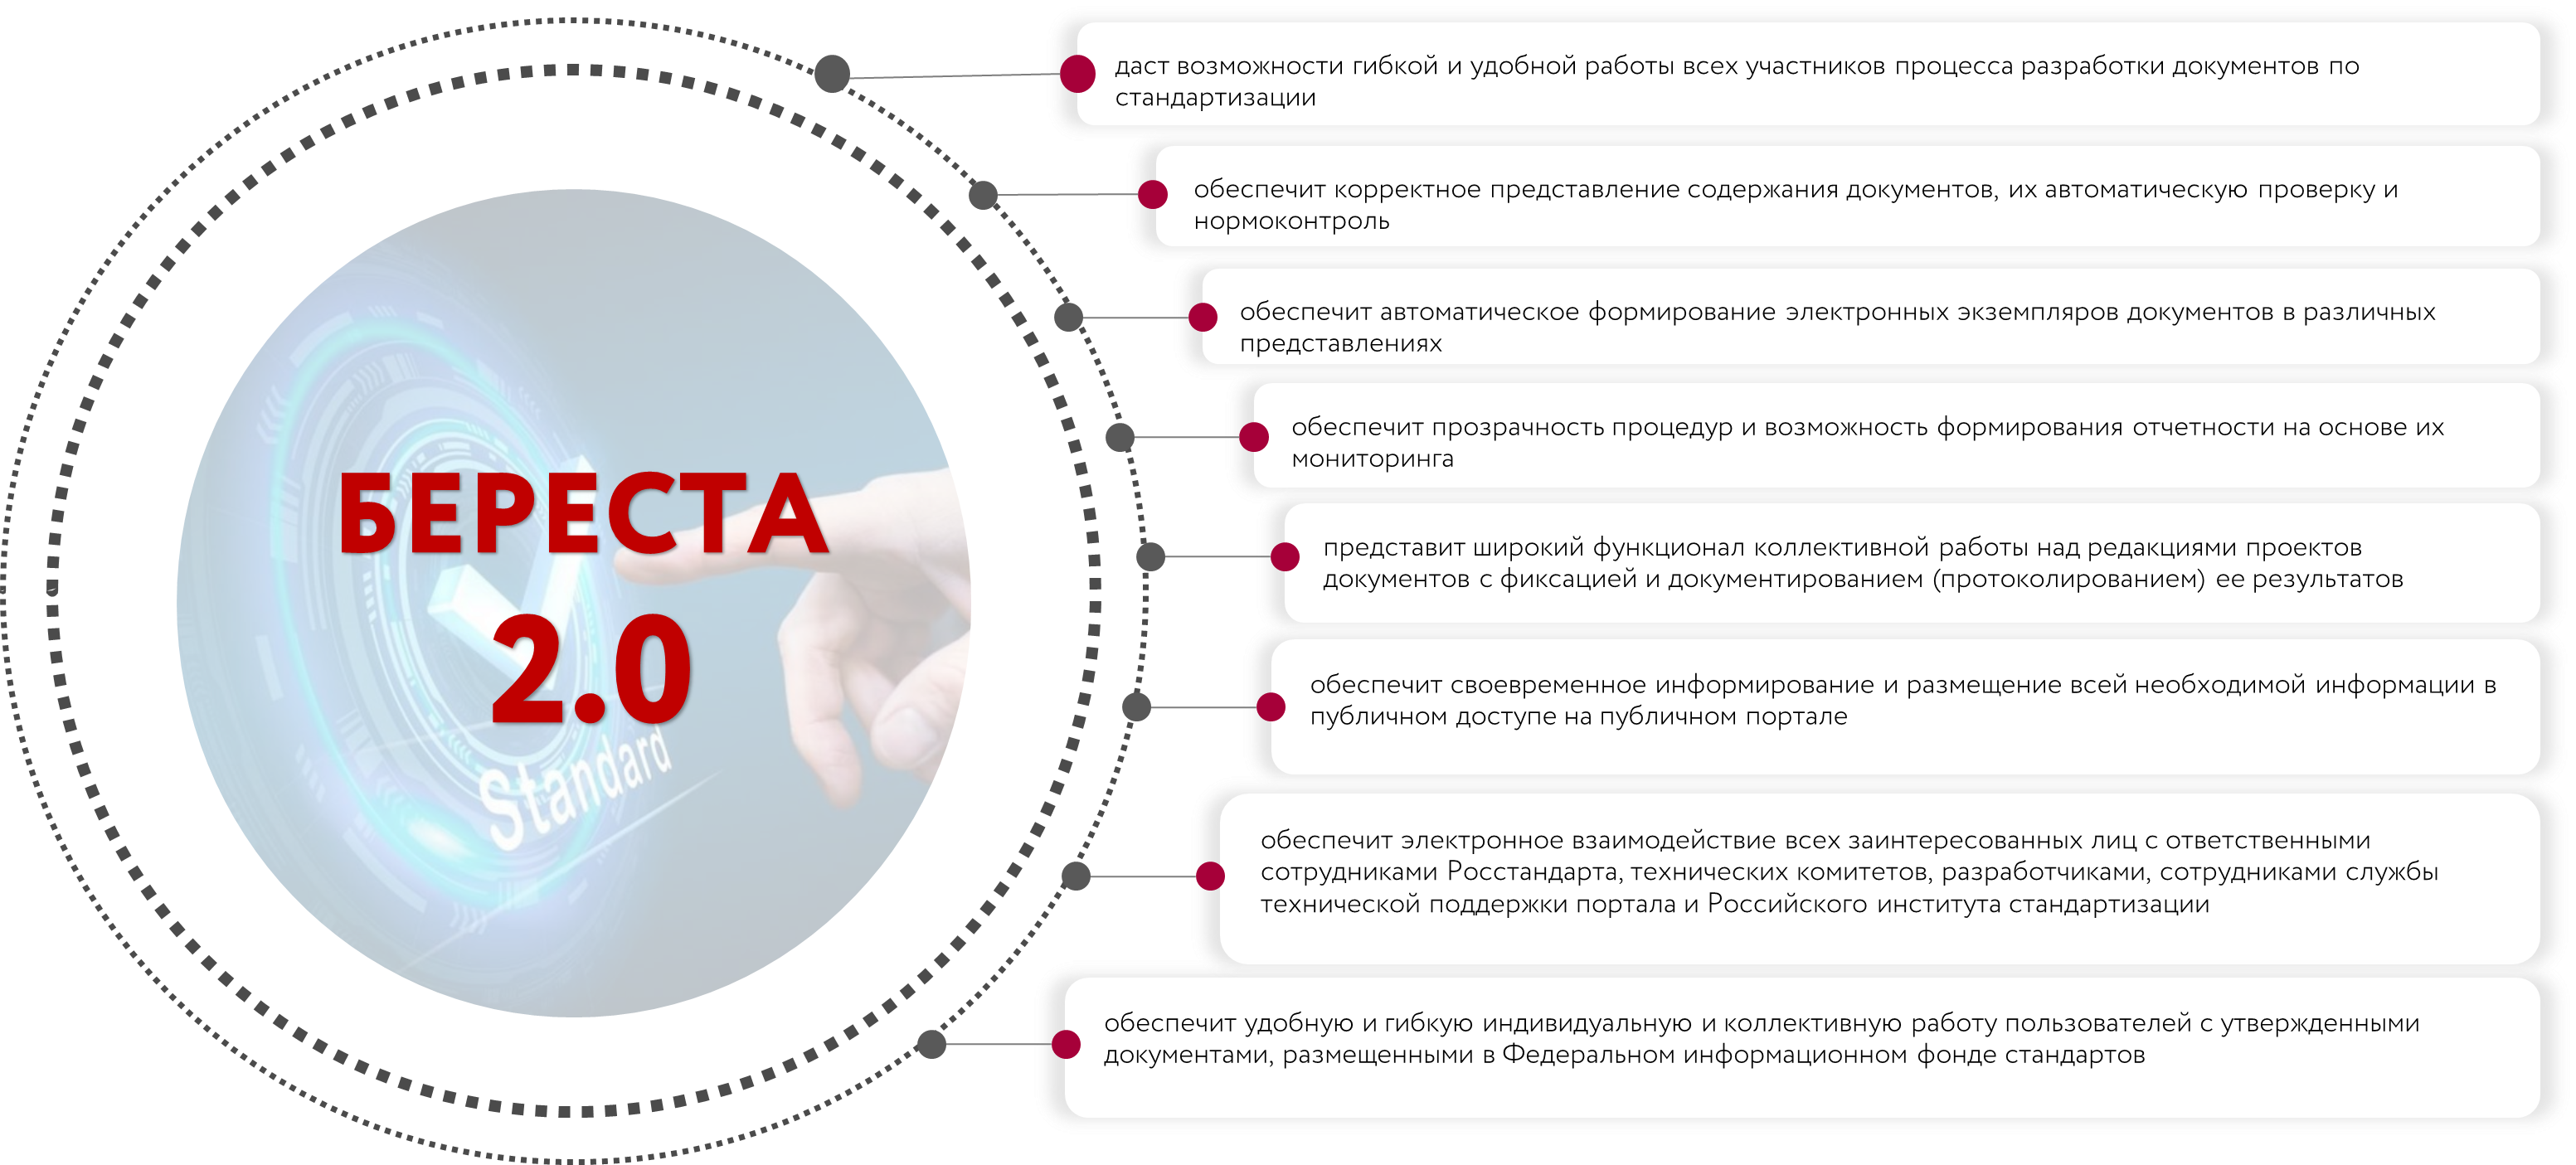 БЕРЕСТА
2.0
Standard
даст возможности гибкой и удобной работы всех участников процесса разработки документов по
стандартизации
обеспечит корректное представление содержания документов, их автоматическую проверку и
нормоконтроль
обеспечит автоматическое формирование электронных экземпляров документов в различных
представлениях
обеспечит прозрачность процедур и возможность формирования отчетности на основе их
мониторинга
представит широкий функционал коллективной работы над редакциями проектов
документов с фиксацией и документированием (протоколированием) ее результатов
обеспечит своевременное информирование и размещение всей необходимой информации в
публичном доступе на публичном портале
обеспечит электронное взаимодействие всех заинтересованных лиц с ответственными
сотрудниками Росстандарта, технических комитетов, разработчиками, сотрудниками службы
технической поддержки портала и Российского института стандартизации
обеспечит удобную и гибкую индивидуальную и коллективную работу пользователей с утвержденными
документами, размещенными в Федеральном информационном фонде стандартов